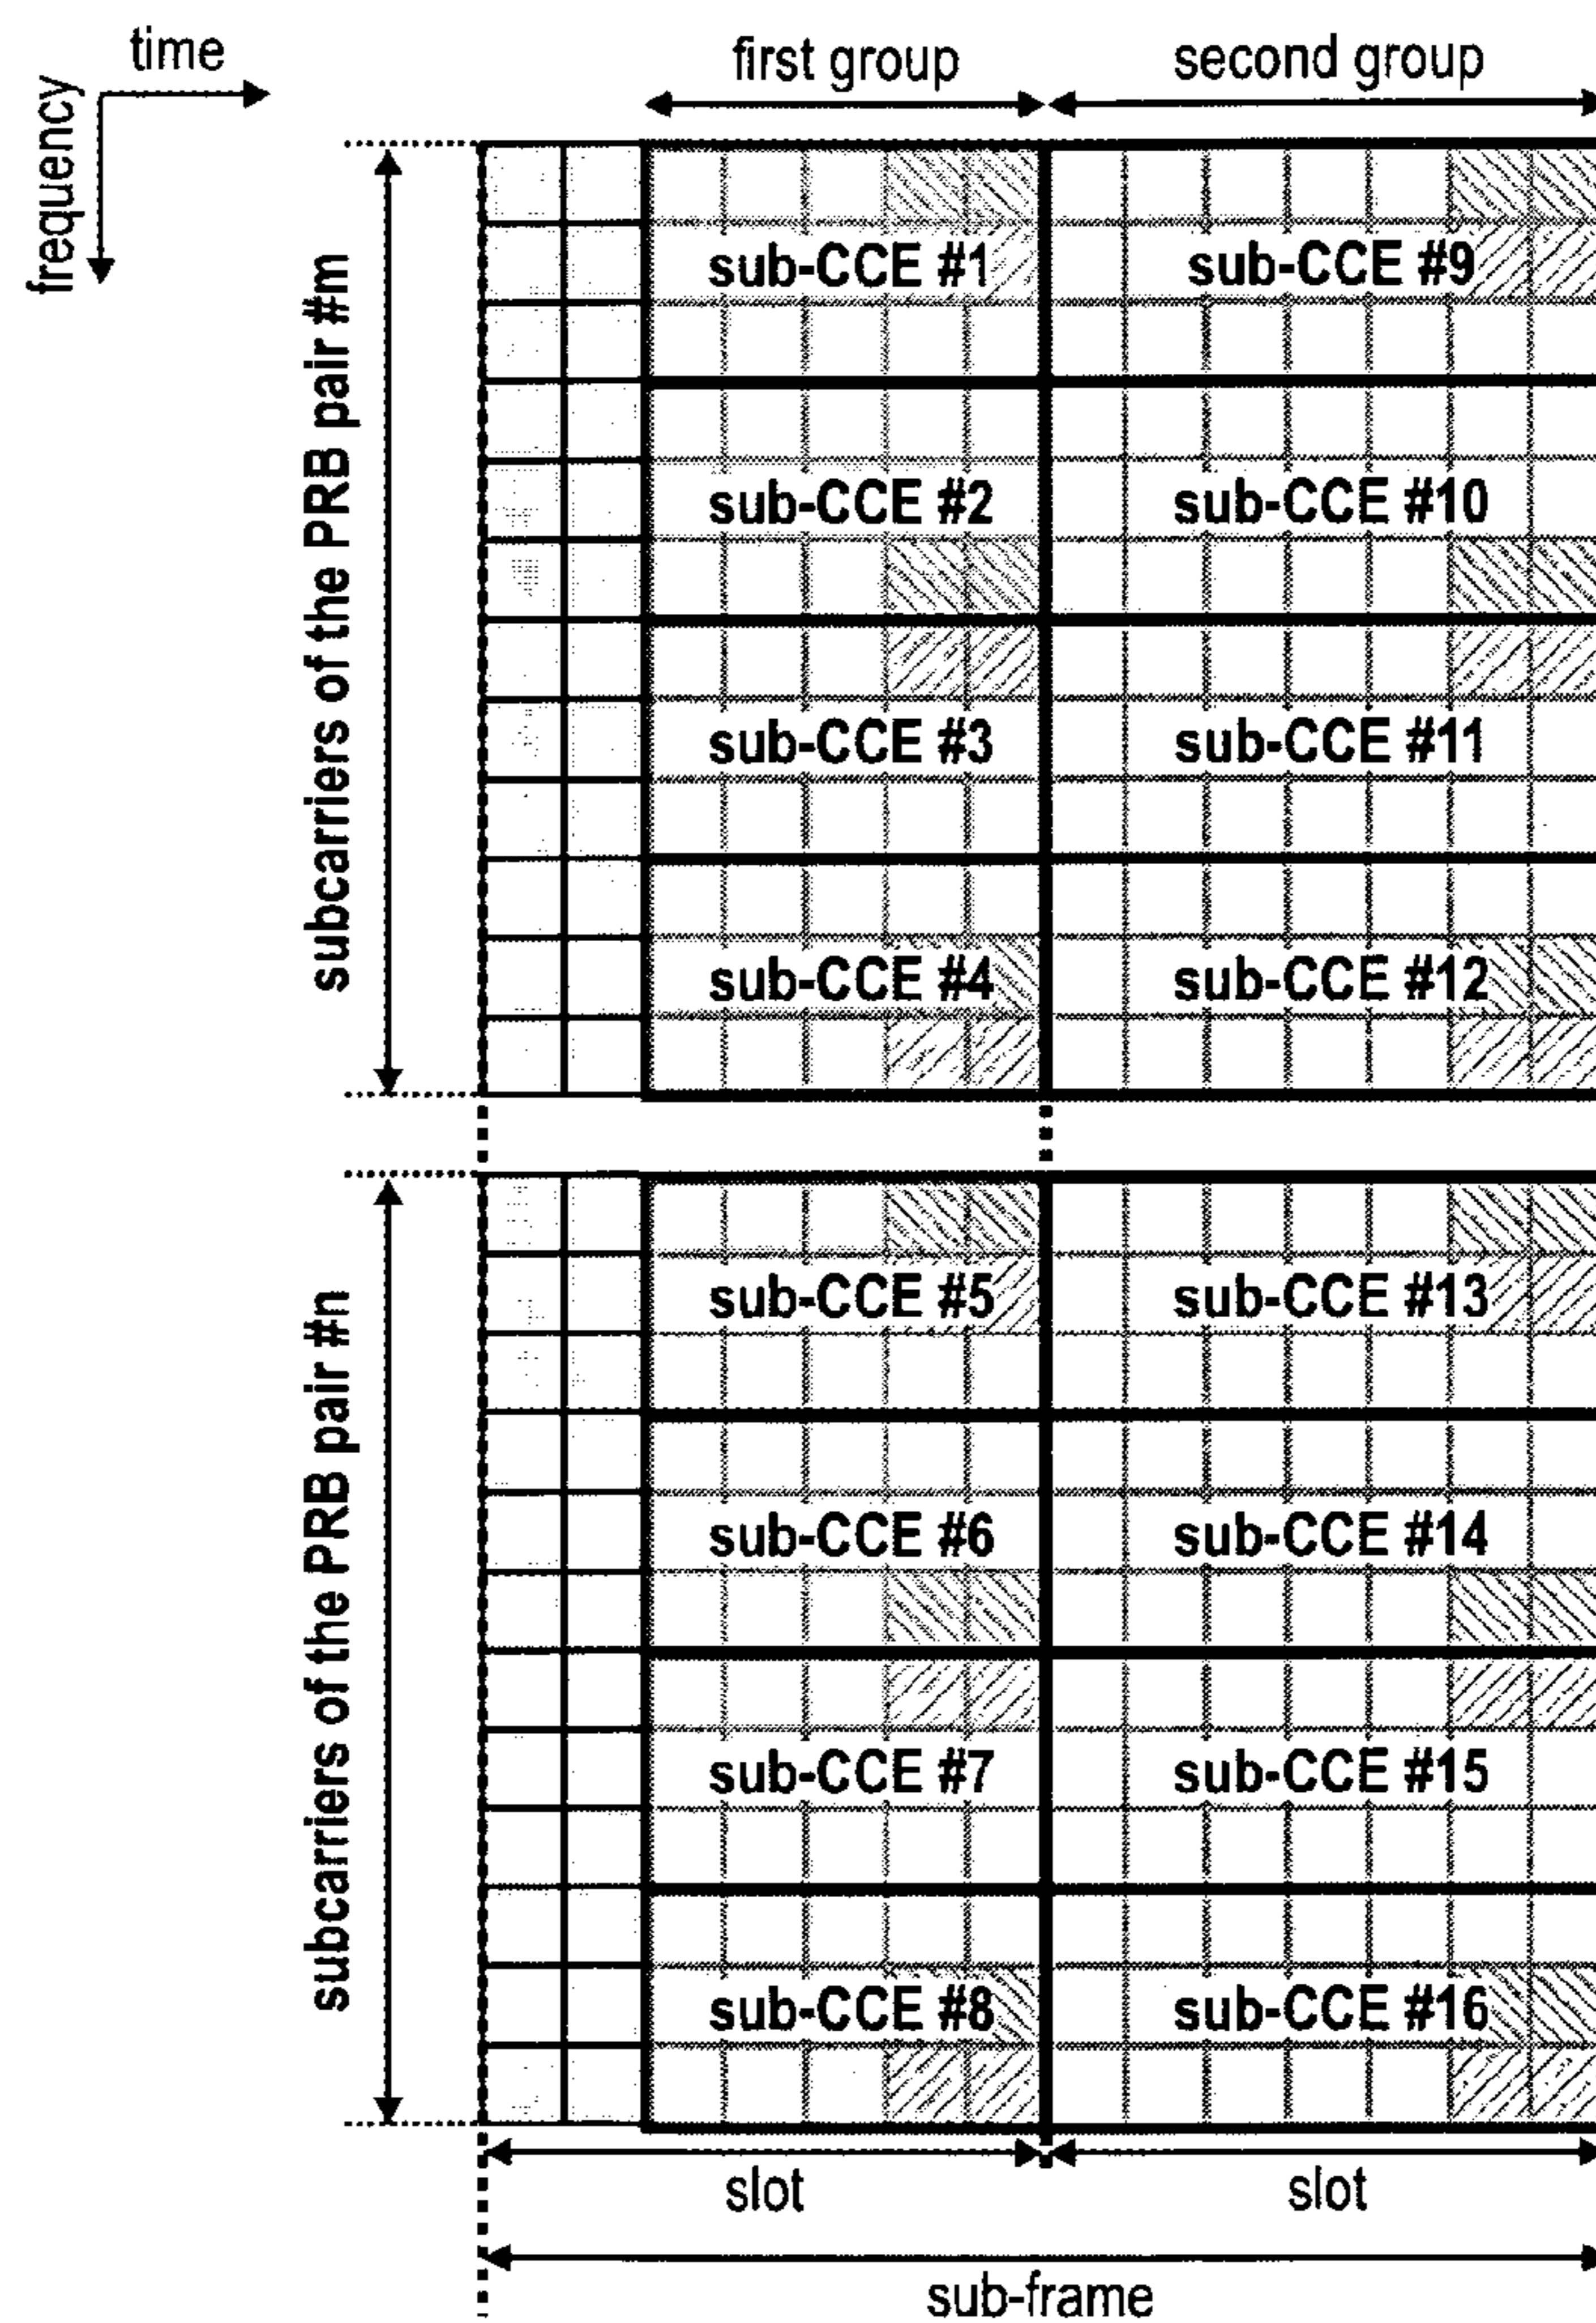 time
frequency
first group
second group
subcarriers of the PRB pair #m
sub-CCE #1
sub-CCE #9
sub-CCE #2
sub-CCE #10
sub-CCE #3
sub-CCE #11
sub-CCE #4
sub-CCE #12
subcarriers of the PRB pair #n
sub-CCE #5
sub-CCE #13
sub-CCE #6
sub-CCE #14
sub-CCE #7
sub-CCE #15
sub-CCE #8
sub-CCE #16
slot
slot
sub-frame